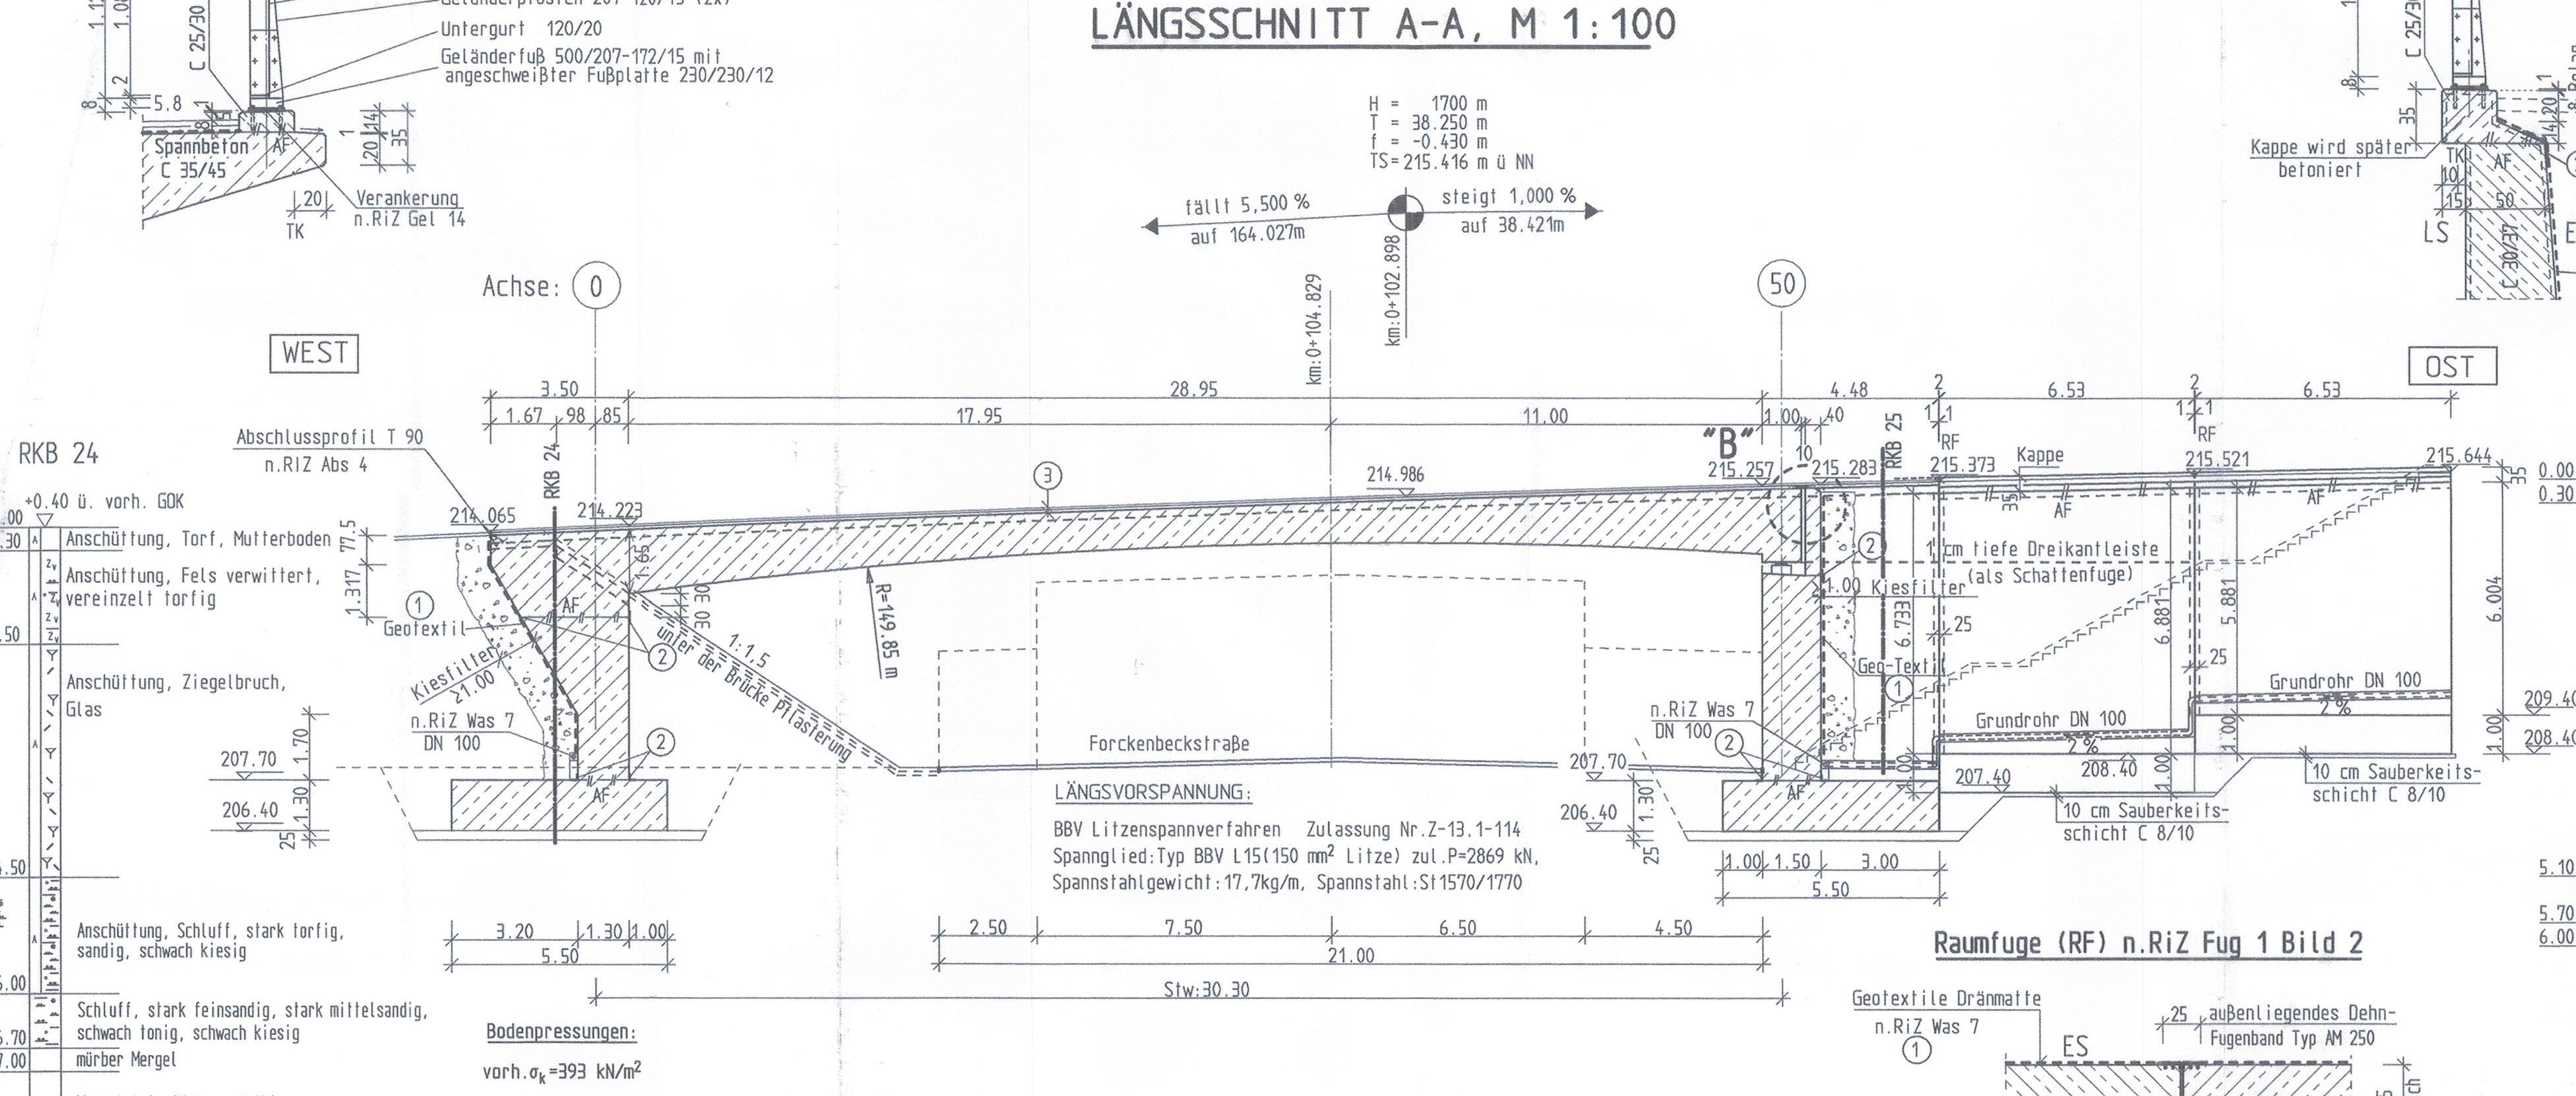 LÄNGSSCHNITT A-A, M 1:100
Untergurt 120/20
Geländerfuß 500/207-172/15 mit
angeschweißter Fußplatte 230/230/12
C 25/30
2
8
5.8
1
Spannbeton
AF
C 35/45
1
20
14
35
20
TK
Verankerung
n.RiZ Gel 14
H = 1700 m
T = 38.250 m
f = -0.430 m
TS=215.416 m ü NN
fällt 5,500 %
auf 164.027m
steigt 1,000 %
auf 38.421m
km:0+104.829
km:0+102.898
8
35
Kappe wird später
betoniert
TK
AF
10
15
50
LS
C 30/37
Achse:
0
50
WEST
OST
3.50
28.95
4.48
2
6.53
2
6.53
1.67
98
85
17.95
11.00
1.00
40
1
1
1
1
RF
RF
10
"B"
RKB 24
RKB 25
Abschlussprofil T 90
n.RIZ Abs 4
RKB 24
+0.40 ü. vorh. GOK
214.065
214.223
3
214.986
215.257
215.283
215.373
Kappe
215.521
215.644
35
35
AF
AF
0.00
0.30
Anschüttung, Torf, Mutterboden
Anschüttung, Fels verwittert,
vereinzelt torfig
Anschüttung, Ziegelbruch,
Glas
77.5
1.317
1
Geotextil
AF
Kiesfilter
≥1.00
n.RiZ Was 7
DN 100
2
2
1.65
30
30
1:1,5
unter der Brücke Pflasterung
R=149.85 m
2
1 cm tiefe Dreikantleiste
(als Schattenfuge)
≥1.00 Kiesfilter
6.733
25
Geo-Textil
1
n.RiZ Was 7
DN 100
2
6.881
5.881
25
6.004
Grundrohr DN 100
2 %
Grundrohr DN 100
2 %
1.00
1.00
1.00
209.40
208.40
207.40
208.40
10 cm Sauberkeits-
schicht C 8/10
10 cm Sauberkeits-
schicht C 8/10
Forckenbeckstraße
207.70
206.40
1.70
1.30
25
AF
207.70
206.40
1.30
25
AF
LÄNGSVORSPANNUNG:
BBV Litzenspannverfahren Zulassung Nr.Z-13.1-114
Spannglied:Typ BBV L15(150 mm² Litze) zul.P=2869 kN,
Spannstahlgewicht:17,7kg/m, Spannstahl:St1570/1770
1.00
1.50
3.00
5.50
3.20
1.30
1.00
5.50
2.50
7.50
6.50
4.50
21.00
Stw:30.30
Anschüttung, Schluff, stark torfig,
sandig, schwach kiesig
Schluff, stark feinsandig, stark mittelsandig,
schwach tonig, schwach kiesig
mürber Mergel
Bodenpressungen:
vorh.σk=393 kN/m²
5.10
5.70
6.00
Raumfuge (RF) n.RiZ Fug 1 Bild 2
Geotextile Dränmatte
n.RiZ Was 7
1
25
außenliegendes Dehn-
Fugenband Typ AM 250
ES